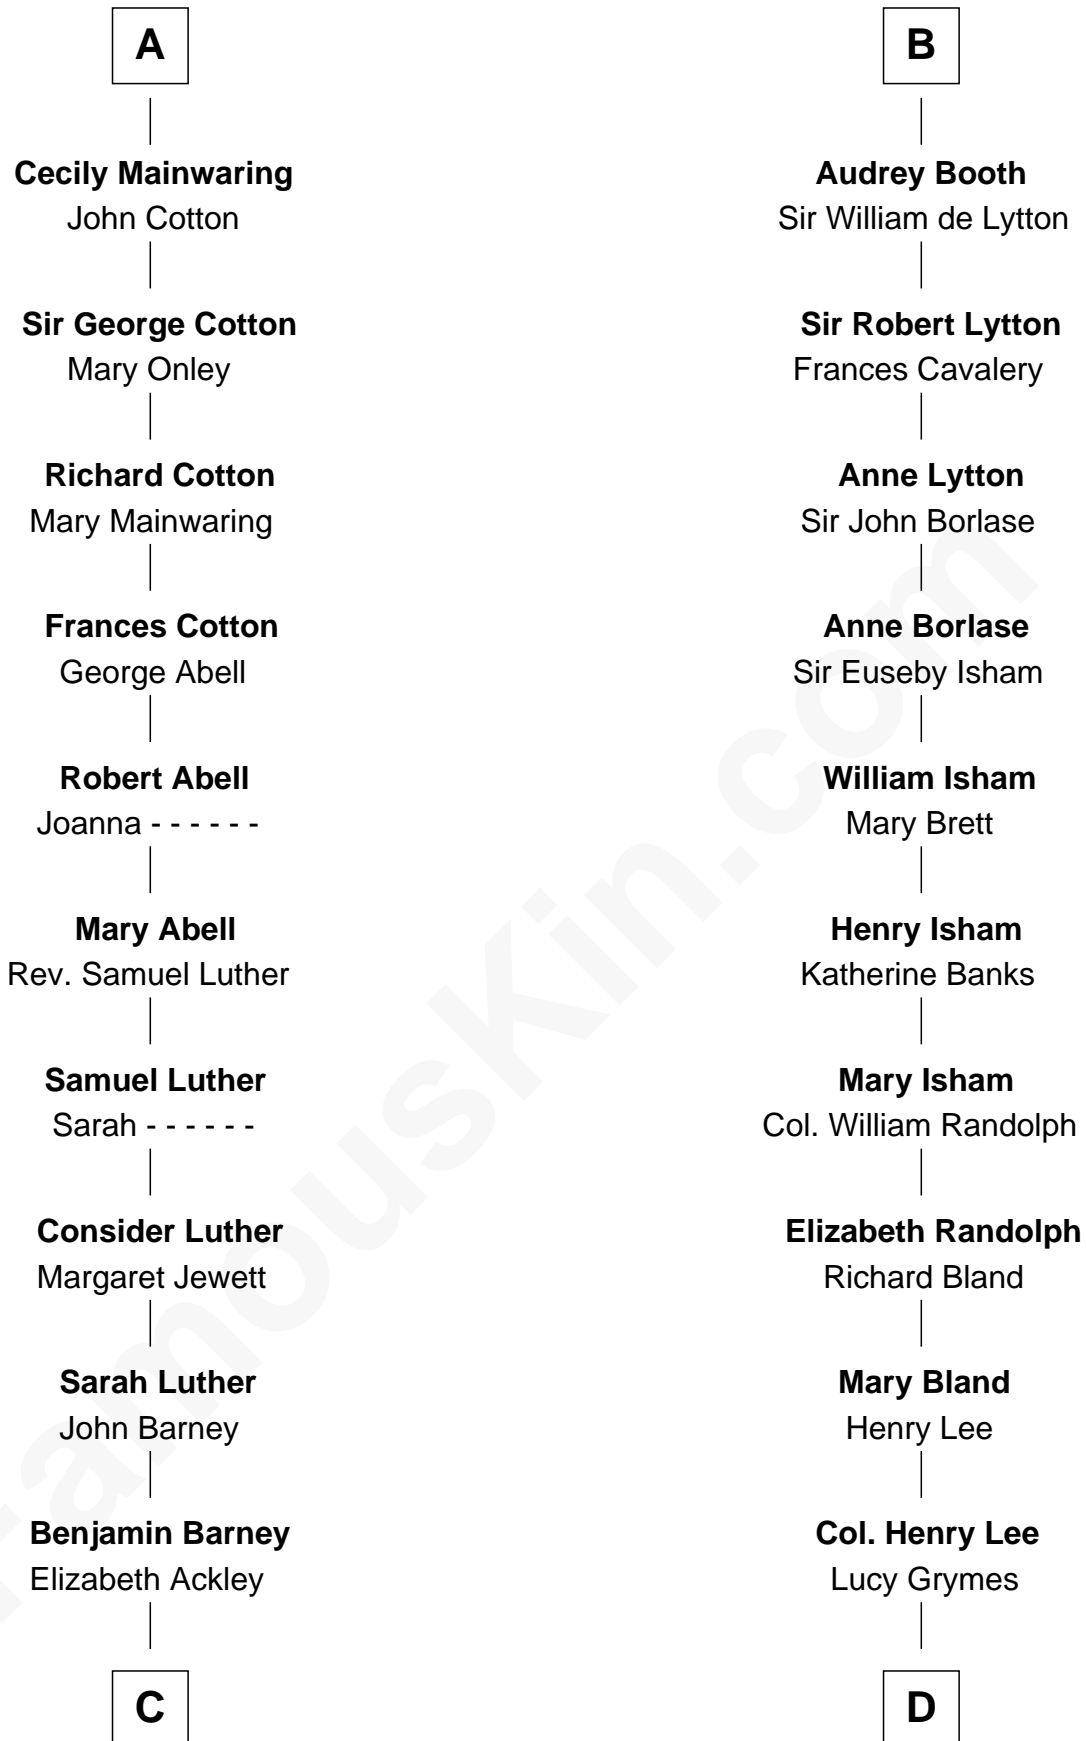 A
Cecily Mainwaring
John Cotton
Sir George Cotton
Mary Onley
Richard Cotton
Mary Mainwaring
Frances Cotton
George Abell
Robert Abell
Joanna - - - - - -
Mary Abell
Rev. Samuel Luther
Samuel Luther
Sarah - - - - - -
Consider Luther
Margaret Jewett
Sarah Luther
John Barney
Benjamin Barney
Elizabeth Ackley
C
B
Audrey Booth
Sir William de Lytton
Sir Robert Lytton
Frances Cavalery
Anne Lytton
Sir John Borlase
Anne Borlase
Sir Euseby Isham
William Isham
Mary Brett
Henry Isham
Katherine Banks
Mary Isham
Col. William Randolph
Elizabeth Randolph
Richard Bland
Mary Bland
Henry Lee
Col. Henry Lee
Lucy Grymes
D
FamousKin.com